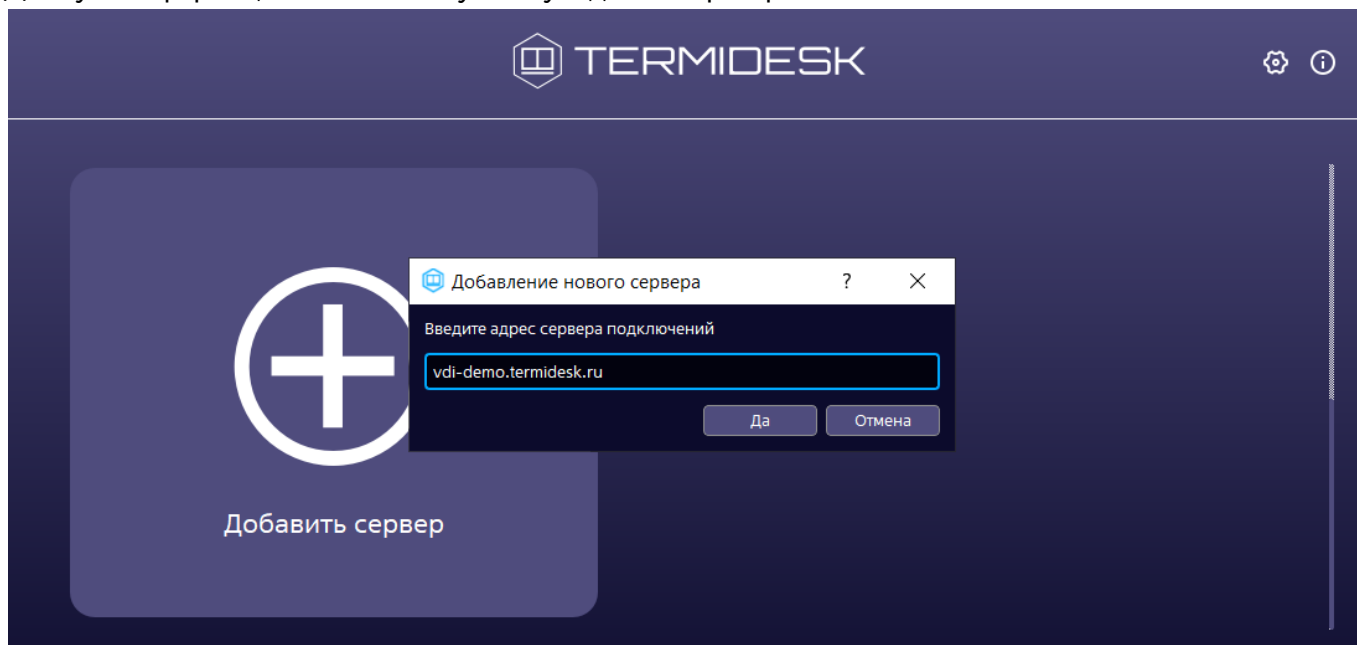 TERMIDESK
Добавление нового сервера
Введите адрес сервера подключений
vdi-demo.termidesk.ru
Да Отмена
Добавить сервер